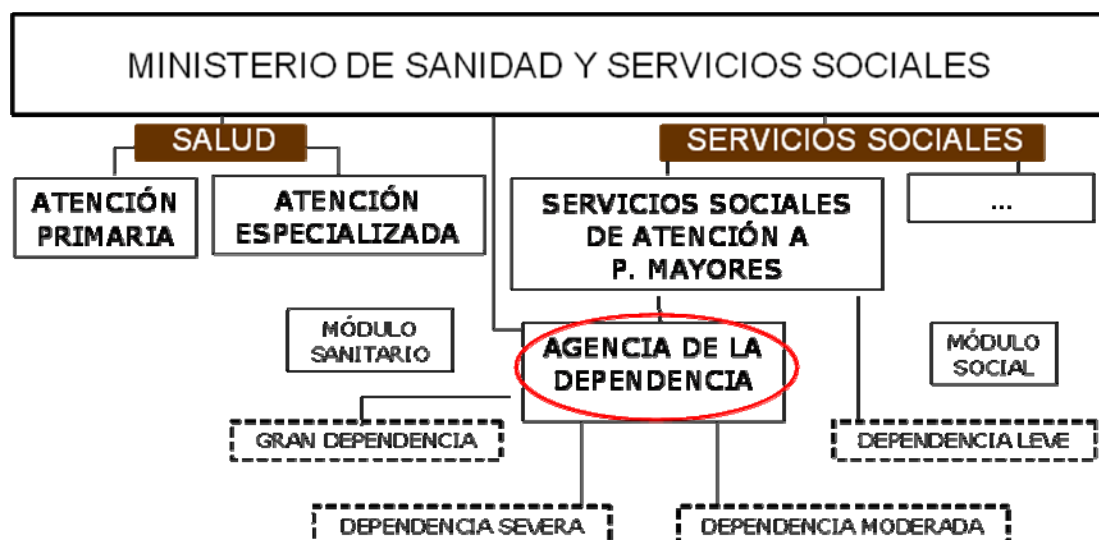 MINISTERIO DE SANIDAD Y SERVICIOS SOCIALES
SALUD
SERVICIOS SOCIALES
ATENCIÓN
PRIMARIA
ATENCIÓN
ESPECIALIZADA
SERVICIOS SOCIALES
DE ATENCIÓN A
P. MAYORES
...
MÓDULO
SANITARIO
AGENCIA DE LA
DEPENDENCIA
MÓDULO
SOCIAL
GRAN DEPENDENCIA
DEPENDENCIA LEVE
DEPENDENCIA SEVERA
DEPENDENCIA MODERADA